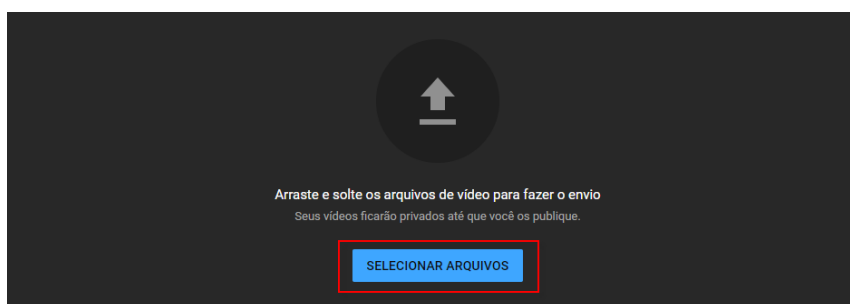 Arraste e solte os arquivos de vídeo para fazer o envio
Seus vídeos ficarão privados até que você os publique.
SELECIONAR ARQUIVOS